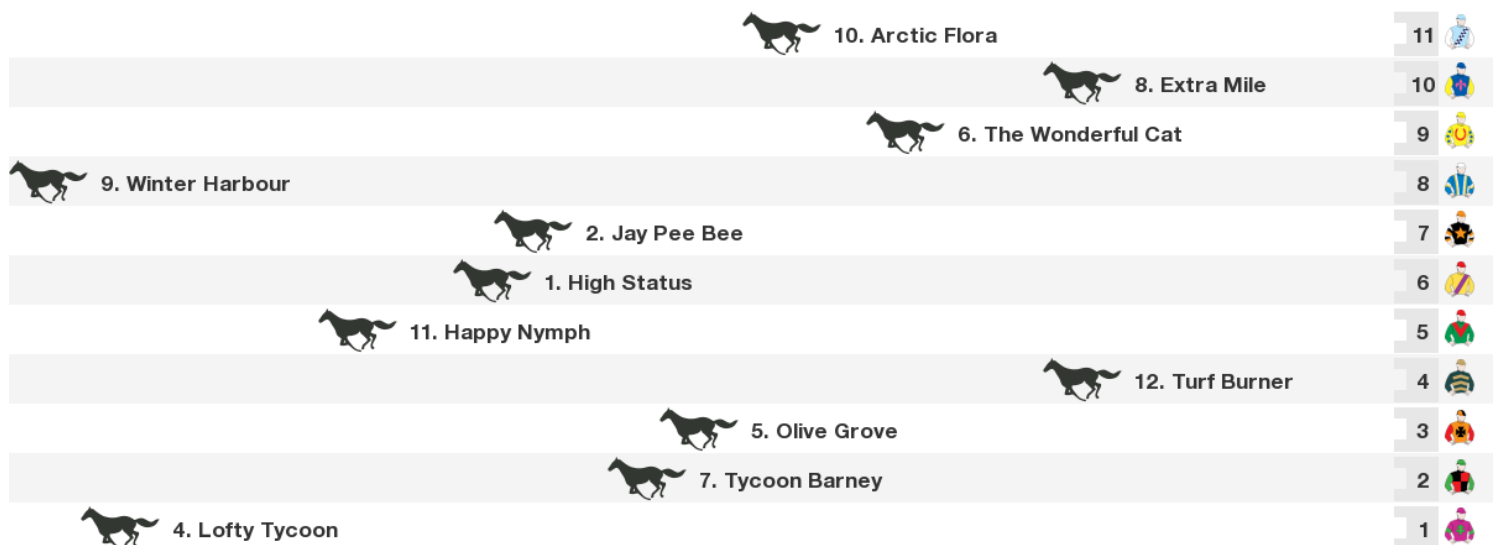 10. Arctic Flora 11
8. Extra Mile 10
6. The Wonderful Cat 9
9. Winter Harbour 8
2. Jay Pee Bee 7
1. High Status 6
11. Happy Nymph 5
12. Turf Burner 4
5. Olive Grove 3
7. Tycoon Barney 2
4. Lofty Tycoon 1